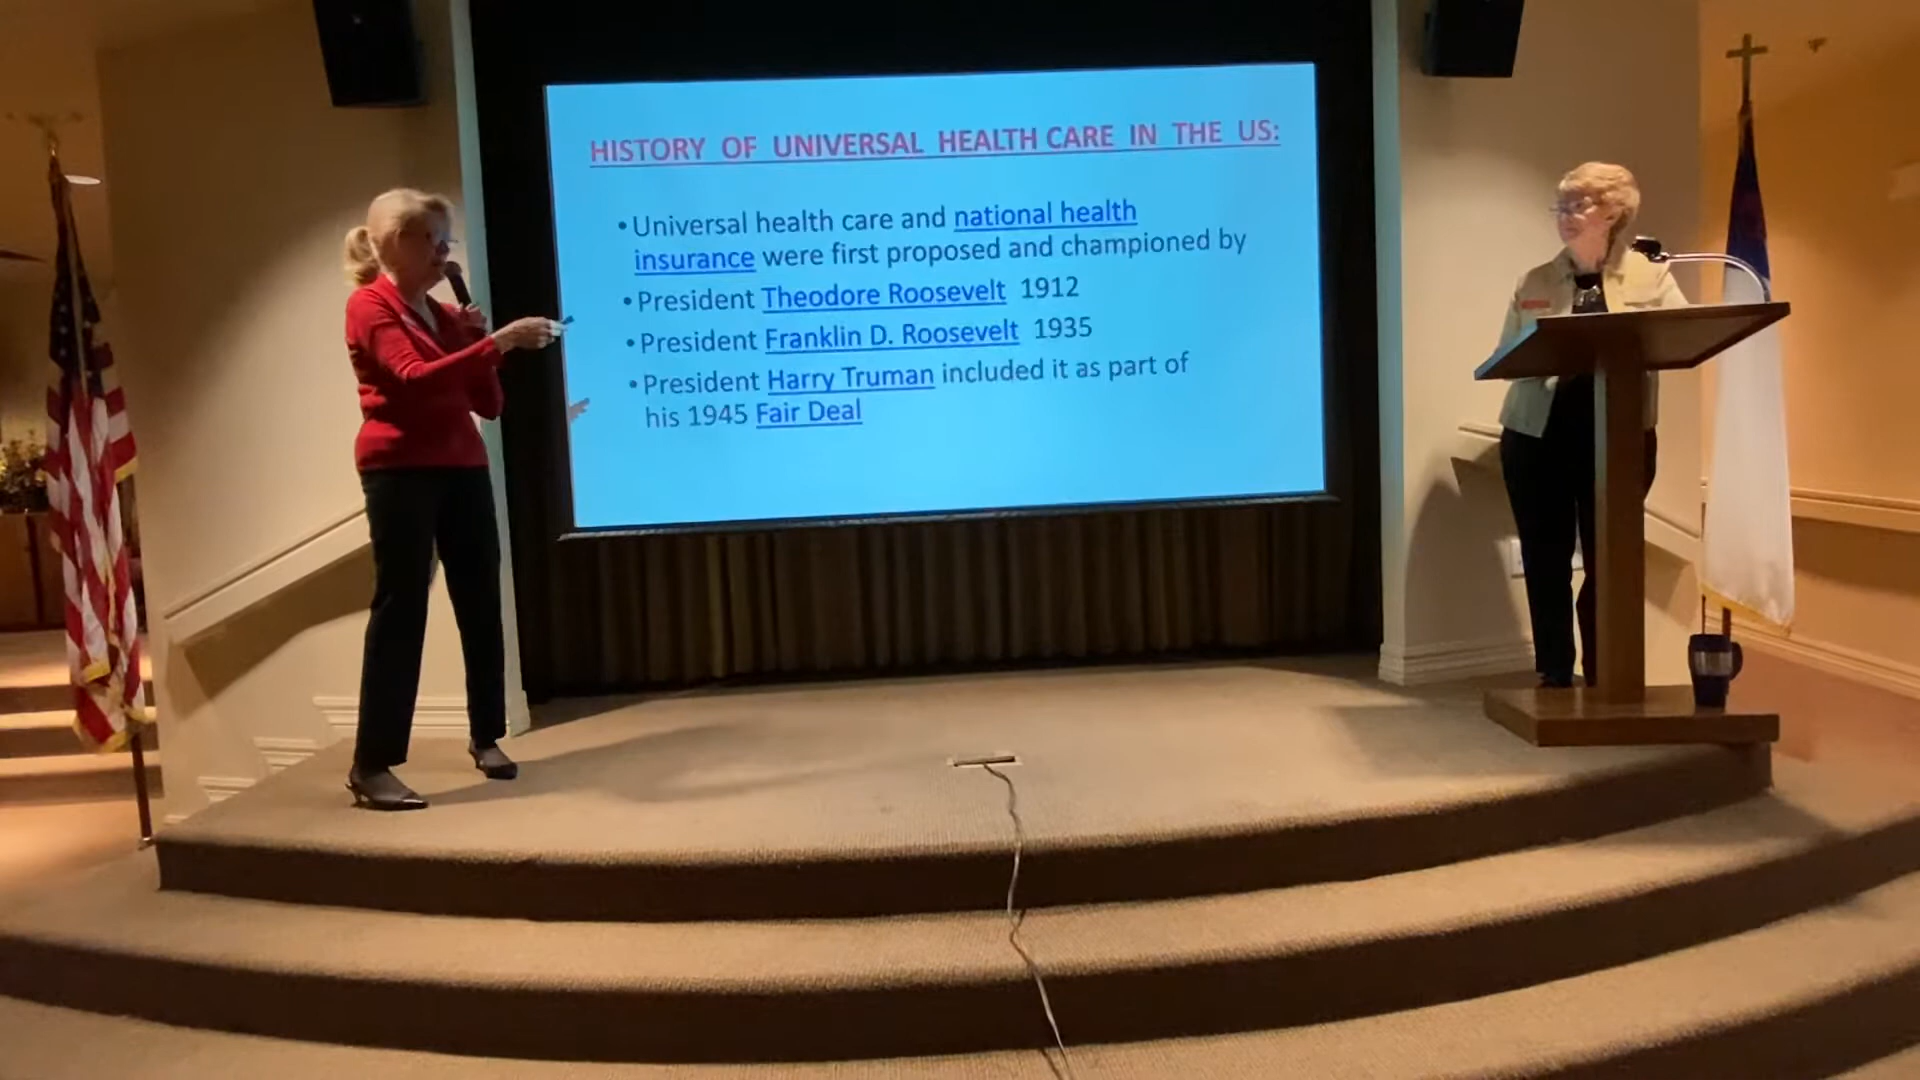 HISTORY OF UNIVERSAL HEALTH CARE IN THE US:
• Universal health care and national health
insurance were first proposed and championed by
• President Theodore Roosevelt 1912
• President Franklin D. Roosevelt 1935
• President Harry Truman included it as part of
his 1945 Fair Deal